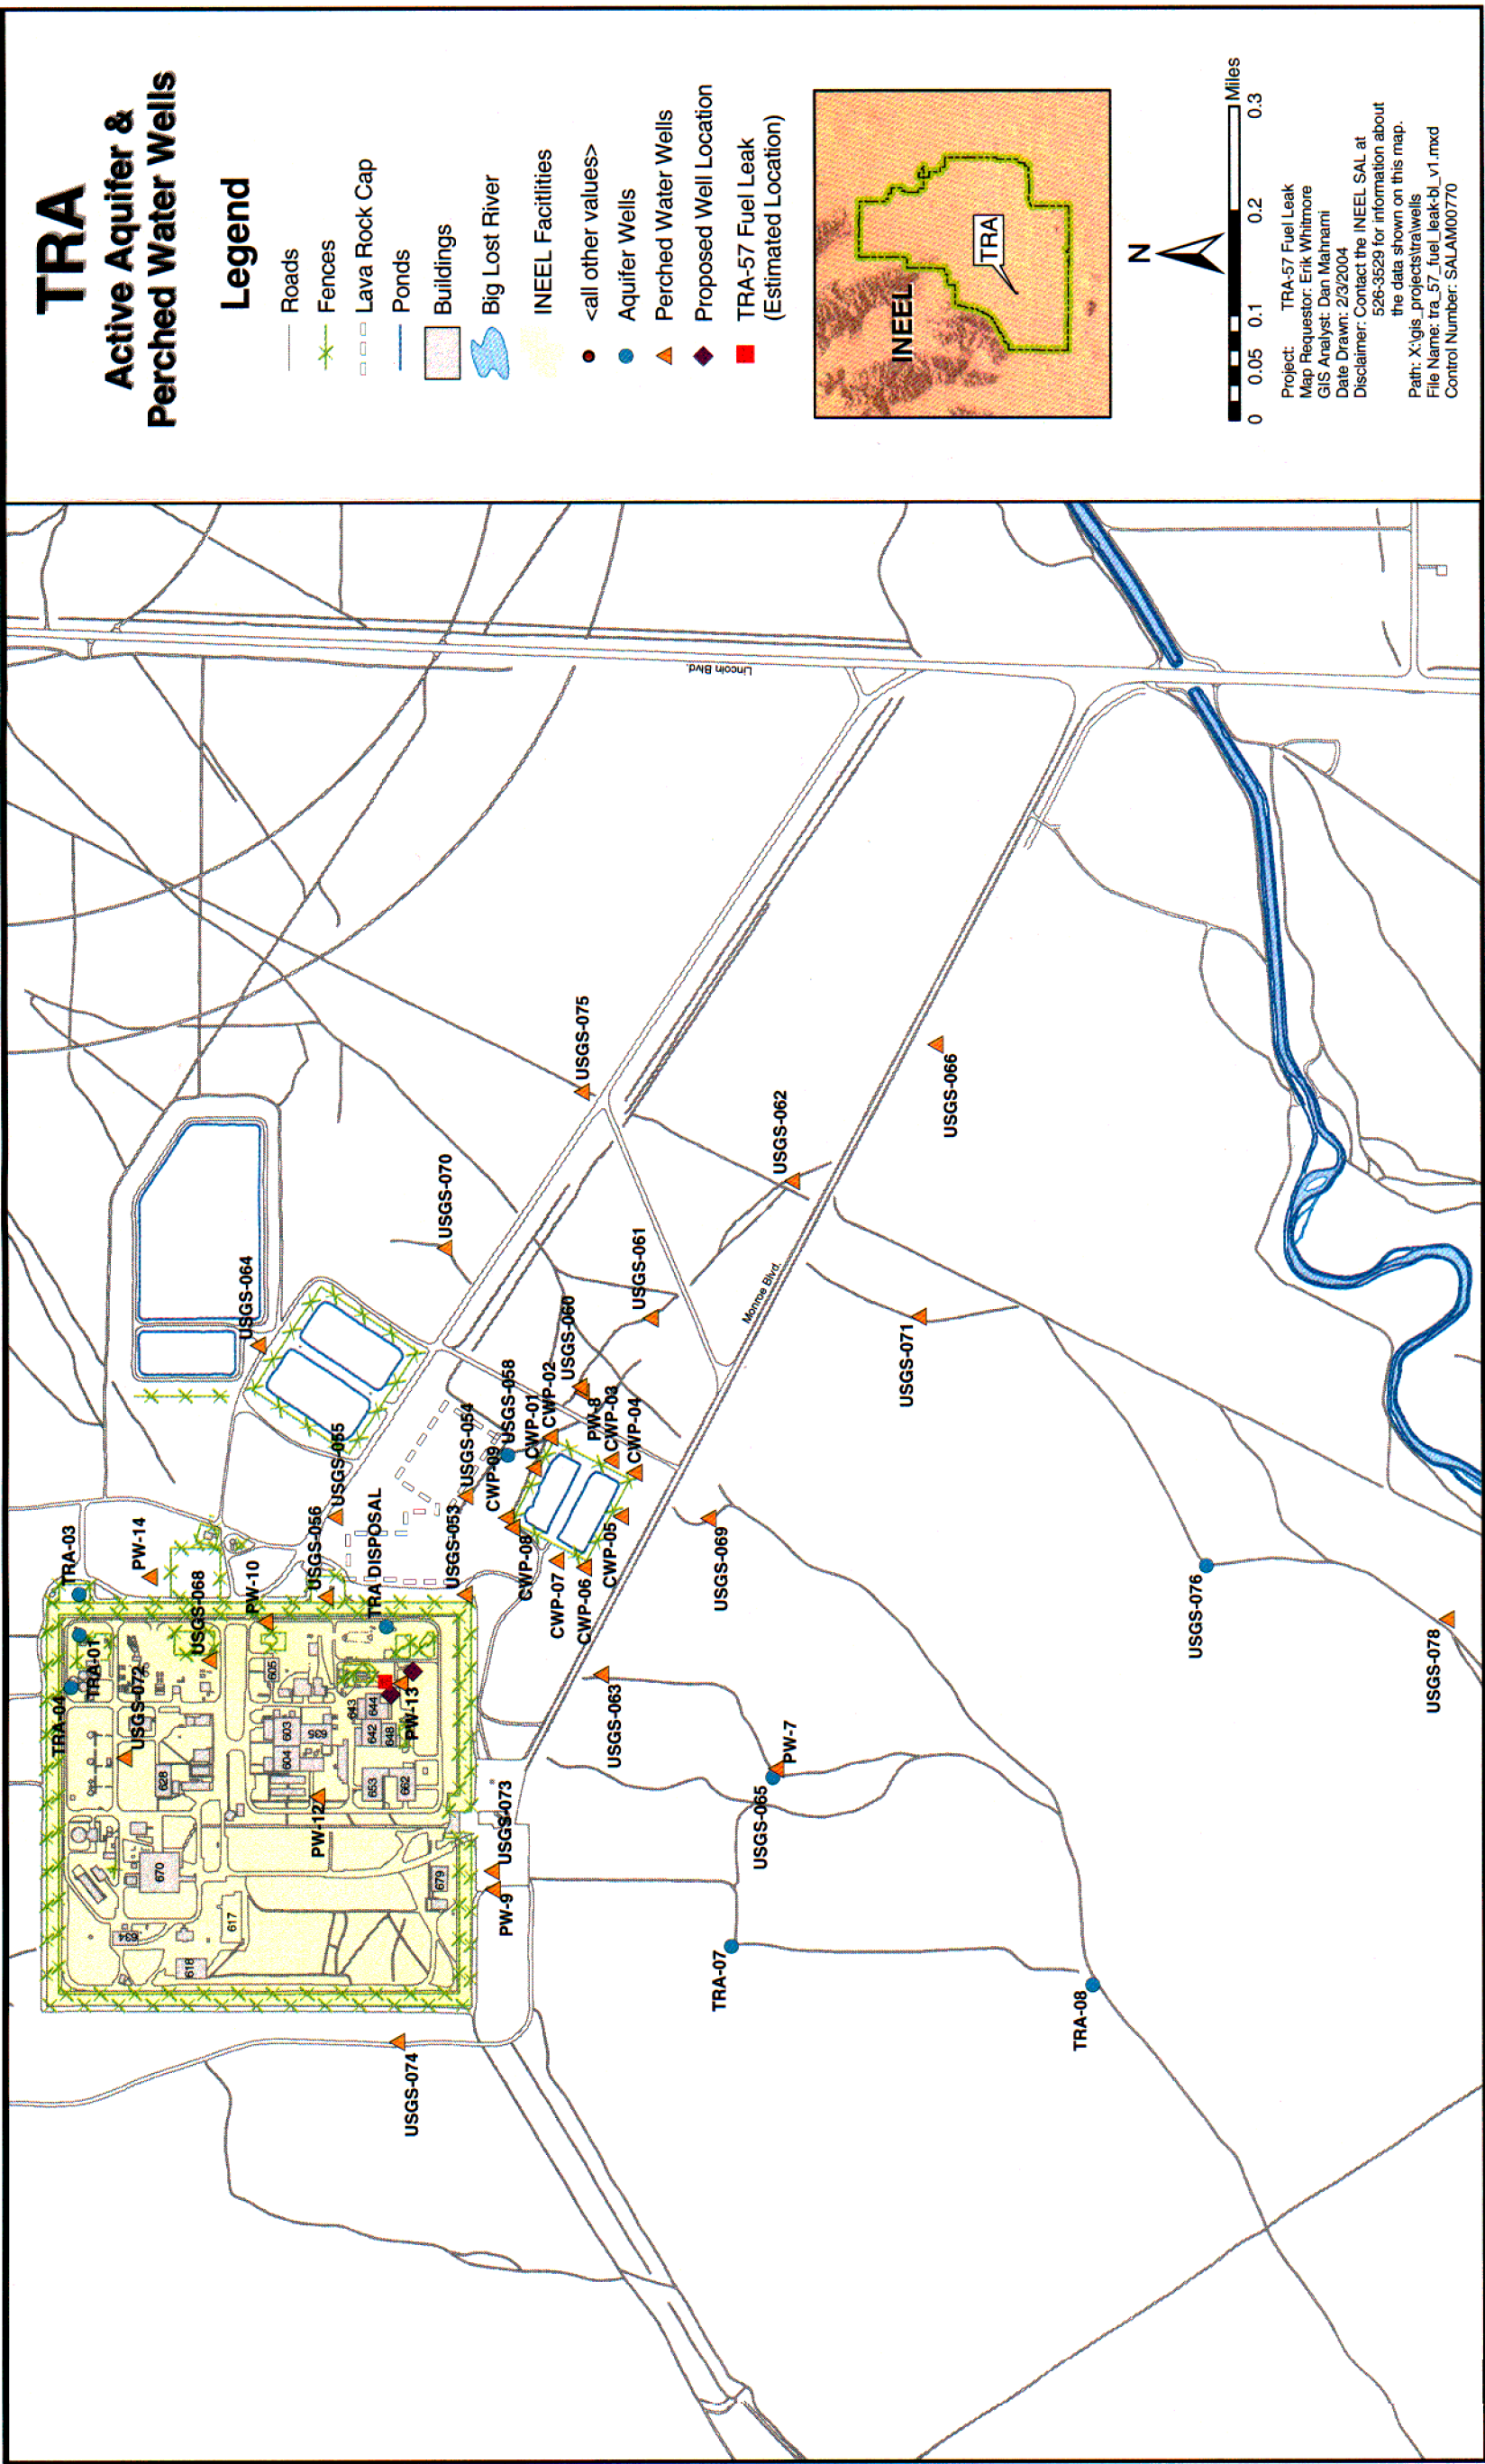 TRA
Active Aquifer &
Perched Water Wells
Legend
Roads
Fences
Lava Rock Cap
Ponds
Buildings
Big Lost River
INEEL Facilities
<all other values>
Aquifer Wells
Perched Water Wells
Proposed Well Location
TRA-57 Fuel Leak
(Estimated Location)
INEEL
TRA
N
0 0.05 0.1 0.2 0.3
Miles
Project: TRA-57 Fuel Leak
Map Requestor: Erik Whitmore
GIS Analyst: Dan Mahnami
Date Drawn: 2/3/2004
Disclaimer: Contact the INEEL SAL at
526-3529 for information about
the data shown on this map.
Path: X:\gis_projects\tra\wells
File Name: tra_57_fuel_leak-bl_v1.mxd
Control Number: SALAM00770
TRA-04
TRA-01
TRA-03
PW-14
USGS-072
USGS-068
PW-10
USGS-064
USGS-056
USGS-055
TRA DISPOSAL
PW-12
PW-13
USGS-074
USGS-070
USGS-053
USGS-054
CWP-09
USGS-058
PW-9
USGS-073
CWP-08
CWP-01
CWP-02
CWP-07
USGS-060
USGS-075
CWP-06
PW-8
CWP-05
CWP-03
CWP-04
USGS-063
USGS-061
USGS-069
Lincoln Blvd.
TRA-07
USGS-065
PW-7
Monroe Blvd.
USGS-062
USGS-071
USGS-066
TRA-08
USGS-076
USGS-078
634
670
618
617
628
605
603
604
635
643
644
642
648
653
662
679